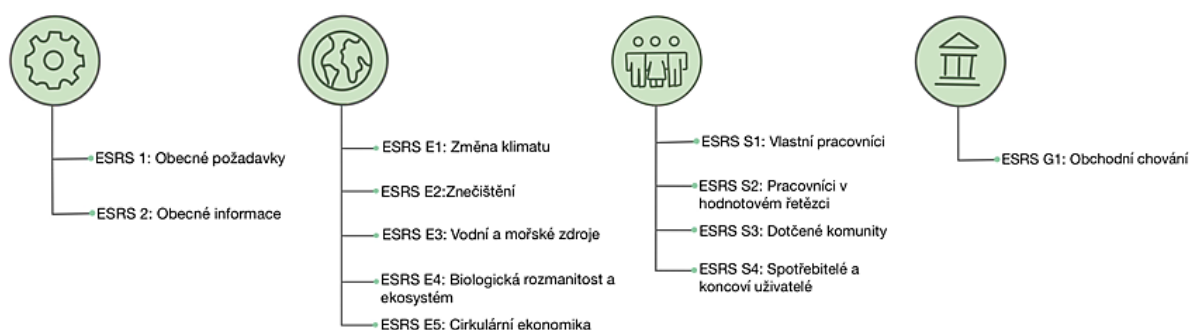 ESRS 1: Obecné požadavky
ESRS 2: Obecné informace
ESRS E1: Změna klimatu
ESRS E2:Znečištění
ESRS E3: Vodní a mořské zdroje
ESRS E4: Biologická rozmanitost a
ekosystém
ESRS E5: Cirkulární ekonomika
ESRS S1: Vlastní pracovníci
ESRS S2: Pracovníci v
hodnotovém řetězci
ESRS S3: Dotčené komunity
ESRS S4: Spotřebitelé a
koncoví uživatelé
ESRS G1: Obchodní chování